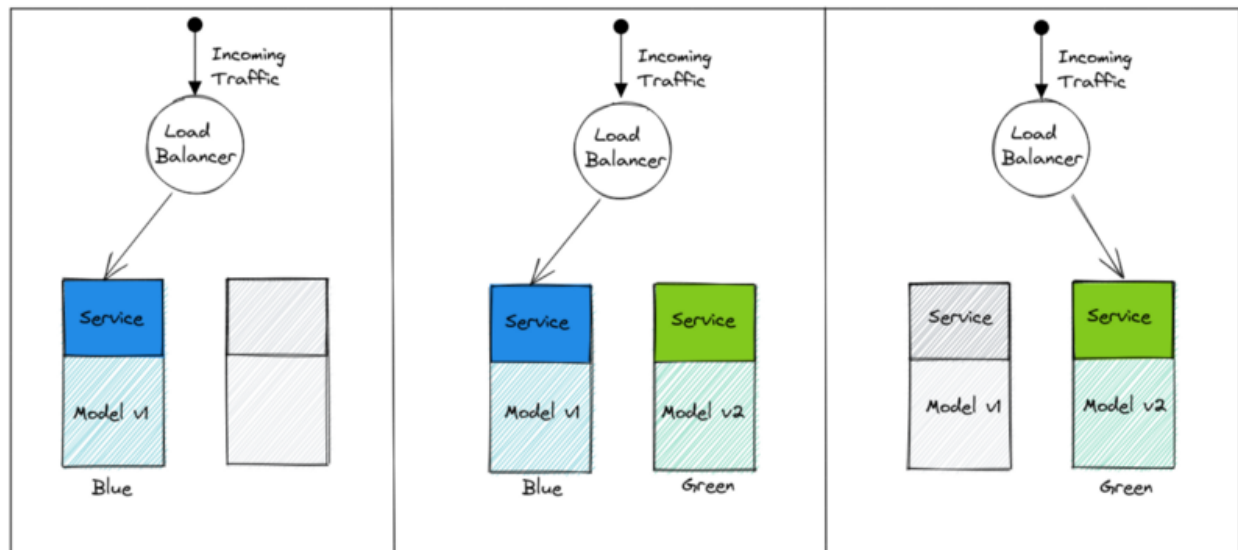 Incoming
Traffic
Load
Balancer
Service
Model v1
Blue
Incoming
Traffic
Load
Balancer
Service
Model v1
Blue
Service
Model v2
Green
Incoming
Traffic
Load
Balancer
Service
Model v1
Service
Model v2
Green